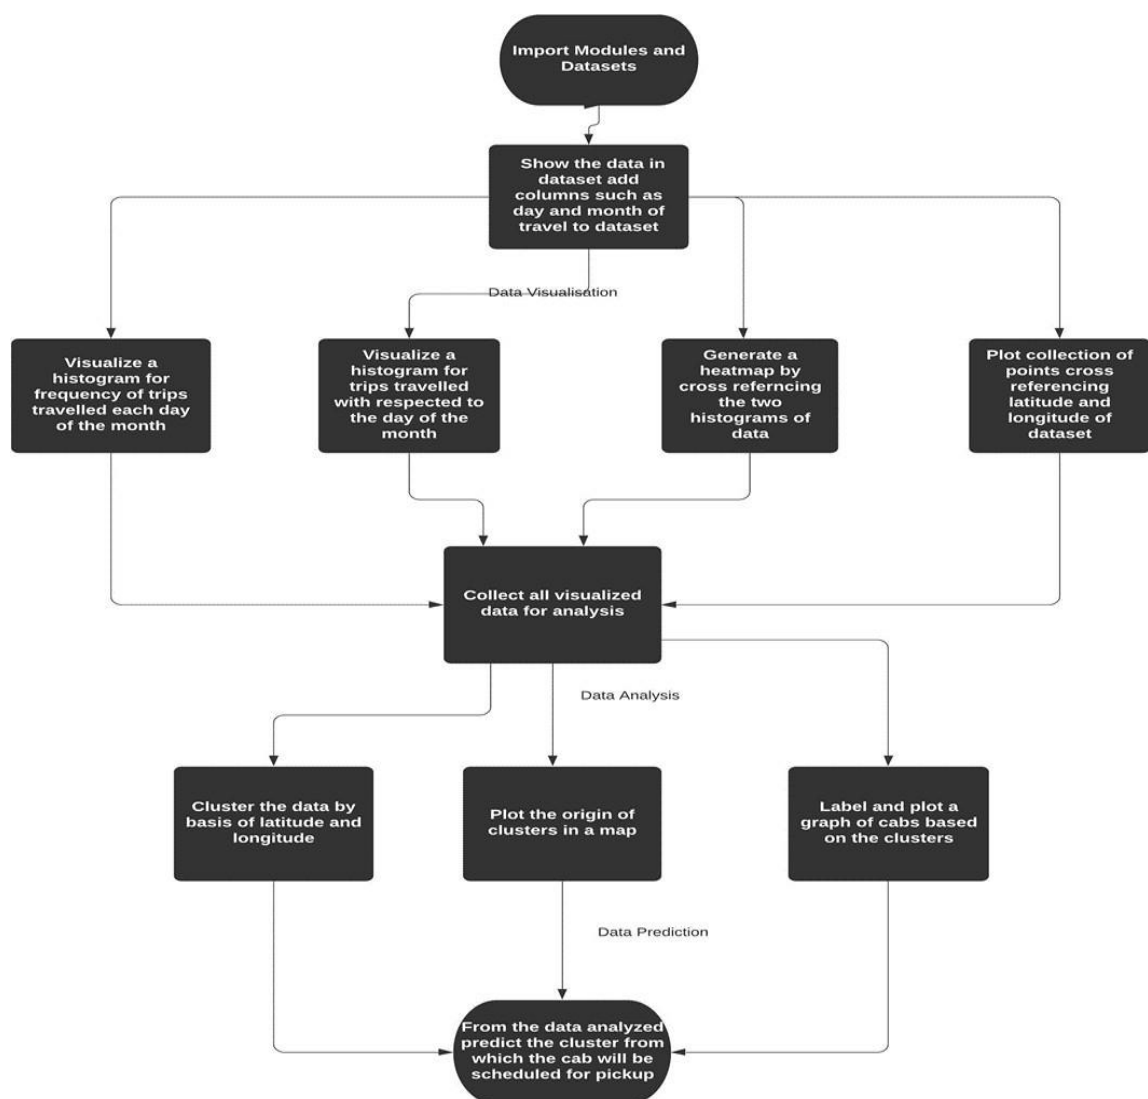 Import Modules and
Datasets
Show the data in
dataset add
columns such as
day and month of
travel to dataset
Data Visualisation
Visualize a
histogram for
frequency of trips
travelled each day
of the month
Visualize a
histogram for
trips travelled
with respected to
the day of the
month
Generate a
heatmap by
cross referncing
the two
histograms of
data
Plot collection of
points cross
referencing
latitude and
longitude of
dataset
Collect all visualized
data for analysis
Data Analysis
Cluster the data by
basis of latitude and
longitude
Plot the origin of
clusters in a map
Label and plot a
graph of cabs based
on the clusters
Data Prediction
From the data analyzed
predict the cluster from
which the cab will be
scheduled for pickup